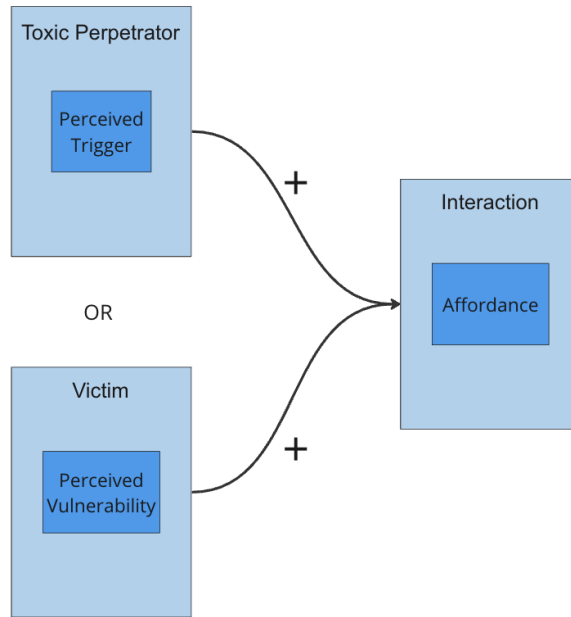 Toxic Perpetrator
Perceived
Trigger
+
Interaction
Affordance
OR
Victim
+
Perceived
Vulnerability